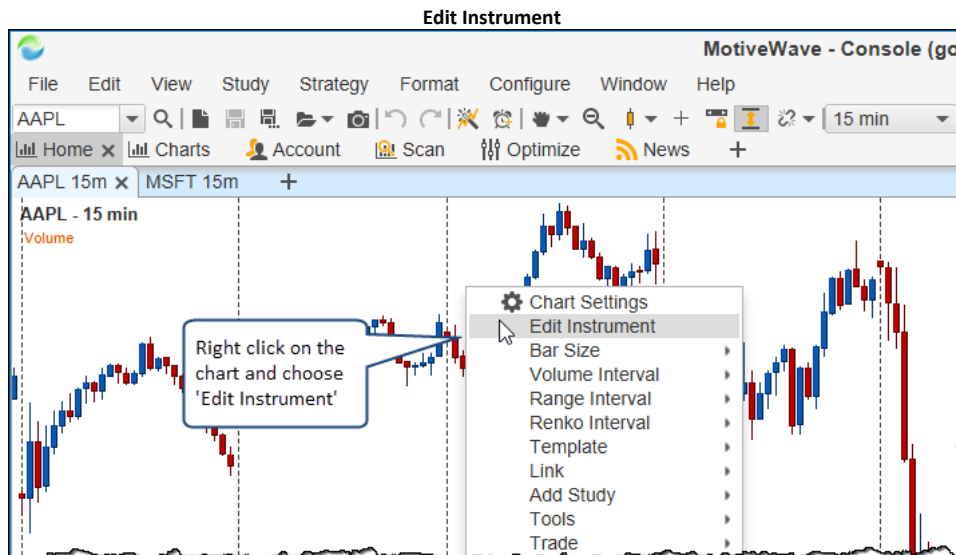 Edit Instrument
MotiveWave - Console (go
File Edit View Study Strategy Format Configure Window Help
AAPL 15 min
Home Charts Account Scan Optimize News
AAPL 15m MSFT 15m
AAPL - 15 min
Volume
Chart Settings
Edit Instrument
Bar Size
Volume Interval
Range Interval
Renko Interval
Template
Link
Add Study
Tools
Trade
Right click on the
chart and choose
'Edit Instrument'